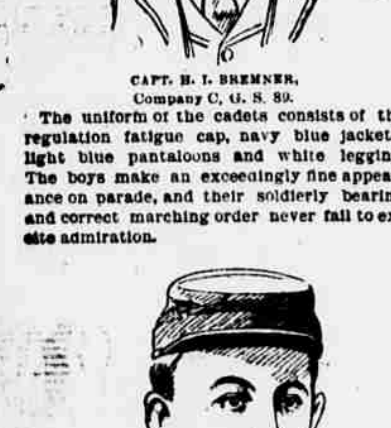 CAPT. H. I. BREMNER,
Company C, G. S. 89.
The uniform of the cadets consists of th
regulation fatigue cap, navy blue jacket
light blue pantaloons and white leggin
The boys make an exceedingly fine appea
ance on parade, and their soldierly bearin
and correct marching order never fail to ex
cite admiration.